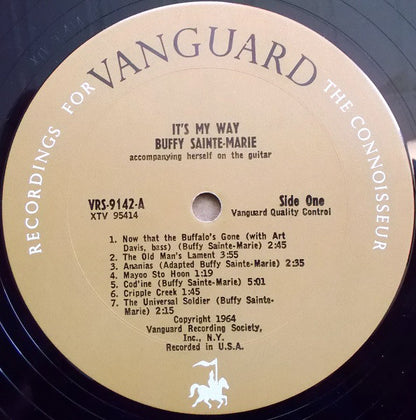 RECORDINGS FOR VANGUARD THE CONNOISSEUR
IT'S MY WAY
BUFFY SAINTE-MARIE
accompanying herself on the guitar
VRS-9142-A
XTV 95414
Side One
Vanguard Quality Control
1. Now that the Buffalo's Gone (with Art
Davis, bass) (Buffy Sainte-Marie) 2:45
2. The Old Man's Lament 3:55
3. Ananias (Adapted Buffy Sainte-Marie) 2:35
4. Mayoo Sto Hoon 1:19
5. Cod'ine (Buffy Sainte-Marie) 5:01
6. Cripple Creek 1:45
7. The Universal Soldier (Buffy Sainte-
Marie) 2:15
Copyright 1964
Vanguard Recording Society,
Inc., N.Y.
Recorded in U.S.A.